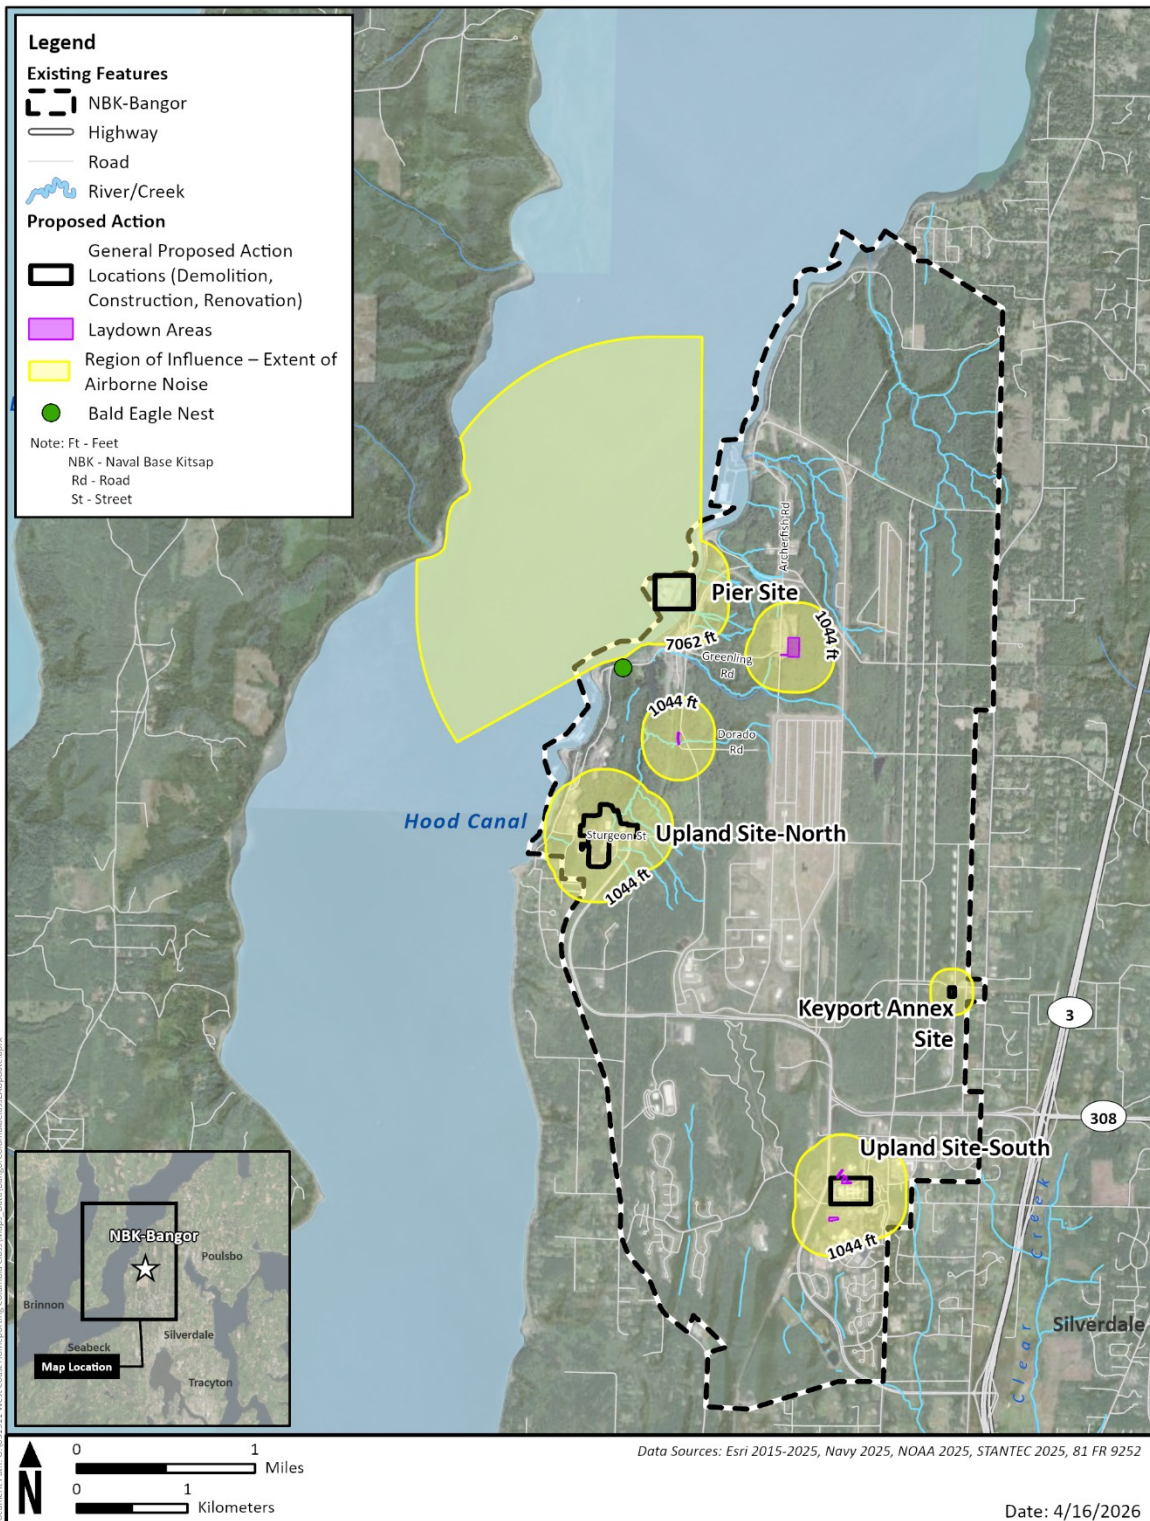 Legend
Existing Features
NBK-Bangor
Highway
Road
River/Creek
Proposed Action
General Proposed Action
Locations (Demolition,
Construction, Renovation)
Laydown Areas
Region of Influence – Extent of
Airborne Noise
Bald Eagle Nest
Note: Ft - Feet
NBK - Naval Base Kitsap
Rd - Road
St - Street
Archerfish Rd
Pier Site
7062 ft
1044 ft
Greenling
Rd
1044 ft
Dorado
Rd
Hood Canal
Sturgeon St
Upland Site-North
1044 ft
Keyport Annex
Site
3
308
Upland Site-South
1044 ft
Clear Creek
Silverdale
NBK-Bangor
Poulsbo
Brinnon
Silverdale
Seabeck
Map Location
Tracyton
N
0 1
Miles
0 1
Kilometers
Data Sources: Esri 2015-2025, Navy 2025, NOAA 2025, STANTEC 2025, 81 FR 9252
Date: 4/16/2026